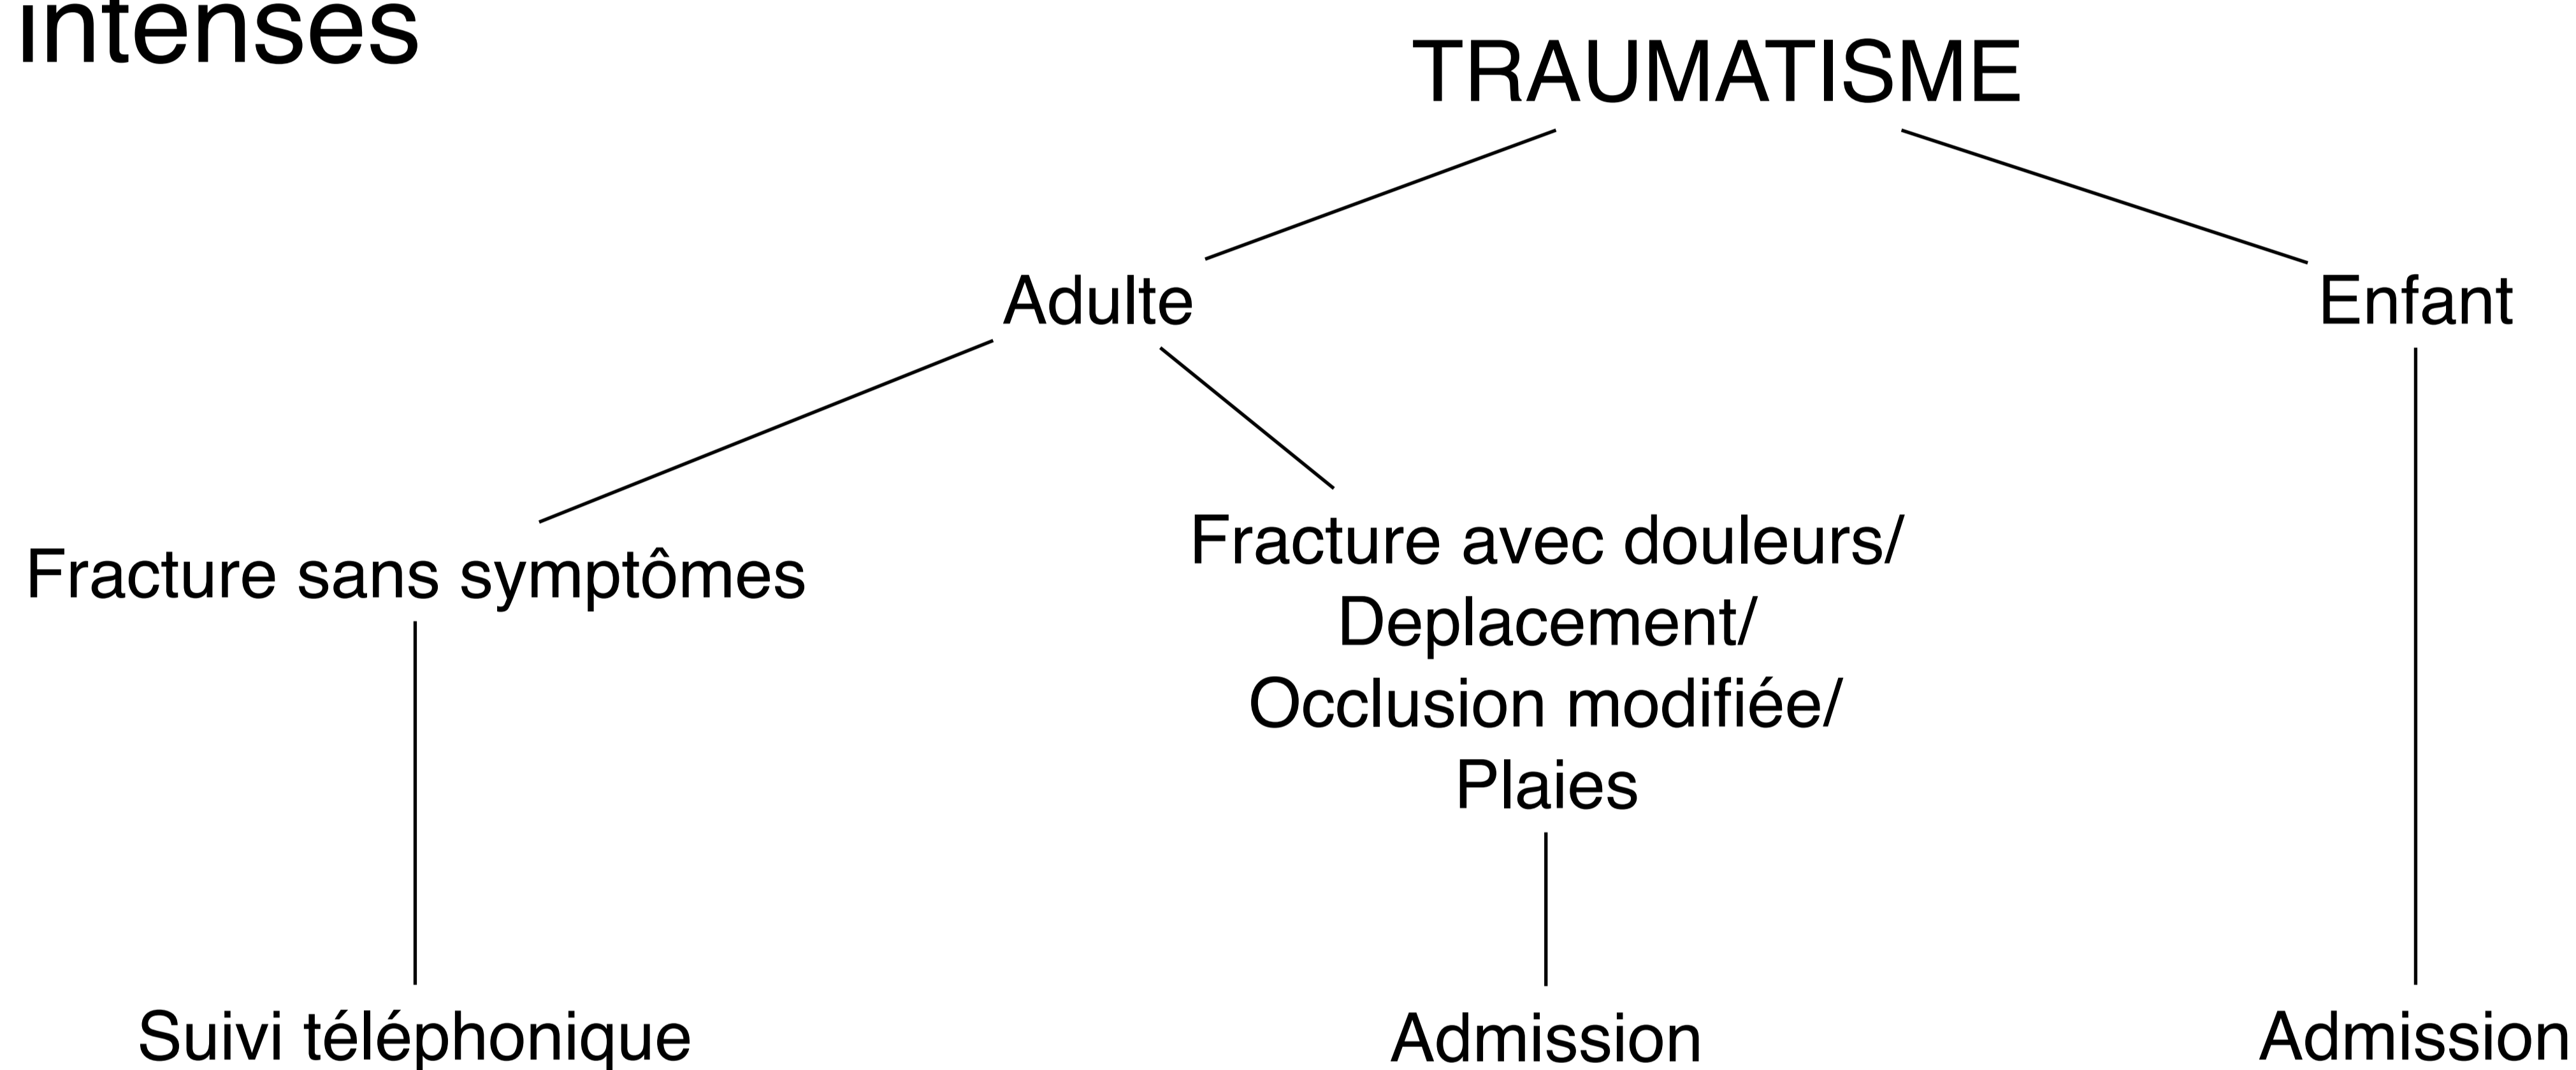 intenses
TRAUMATISME
Adulte
Enfant
Fracture sans symptômes
Fracture avec douleurs/
Deplacement/
Occlusion modifiée/
Plaies
Suivi téléphonique
Admission
Admission